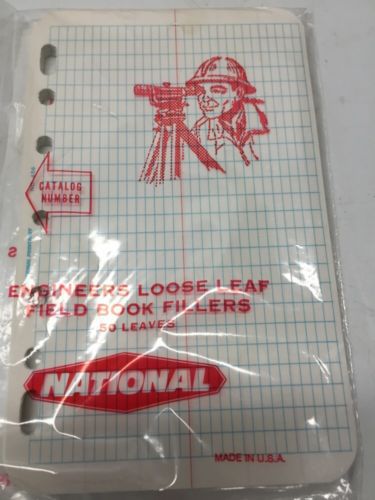 CATALOG
NUMBER
ENGINEERS LOOSE LEAF
FIELD BOOK FILLERS
50 LEAVES
NATIONAL
MADE IN U.S.A.
S